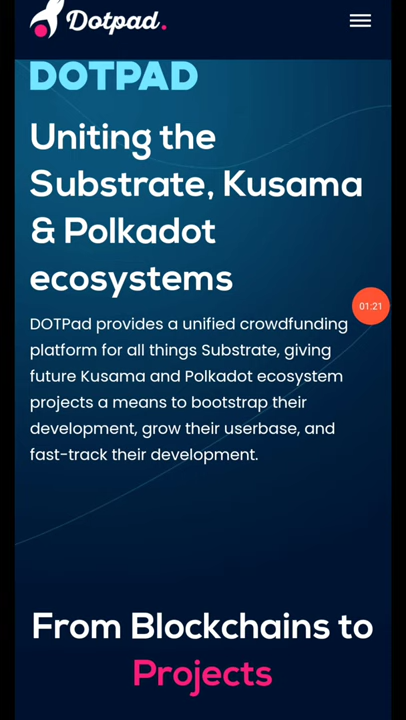 Dotpad.
DOTPAD
Uniting the
Substrate, Kusama
& Polkadot
ecosystems
01:21
DOTPad provides a unified crowdfunding
platform for all things Substrate, giving
future Kusama and Polkadot ecosystem
projects a means to bootstrap their
development, grow their userbase, and
fast-track their development.
From Blockchains to
Projects